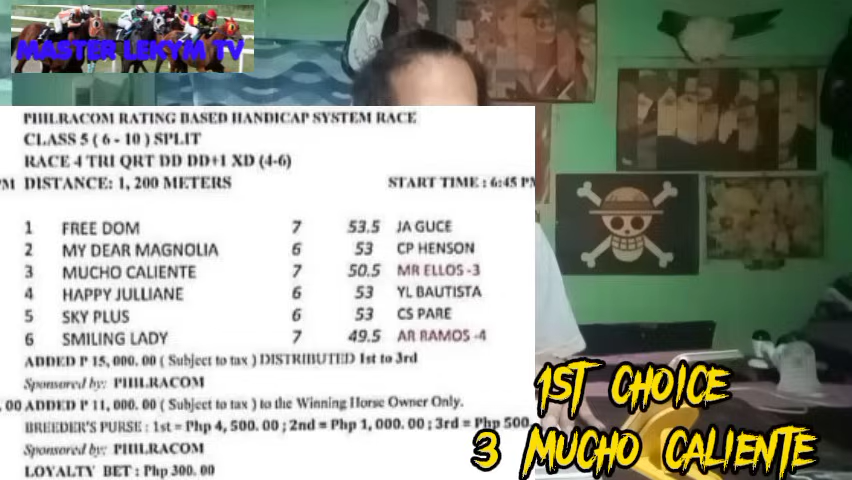 MASTER LEKYM TV
PHILRACOM RATING BASED HANDICAP SYSTEM RACE
CLASS 5 ( 6 - 10 ) SPLIT
RACE 4 TRI QRT DD DD+1 XD (4-6)
PM DISTANCE: 1, 200 METERS START TIME : 6:45 PM
1 FREE DOM 7 53.5 JA GUCE
2 MY DEAR MAGNOLIA 6 53 CP HENSON
3 MUCHO CALIENTE 7 50.5 MR ELLOS -3
4 HAPPY JULLIANE 6 53 YL BAUTISTA
5 SKY PLUS 6 53 CS PARE
6 SMILING LADY 7 49.5 AR RAMOS -4
ADDED P 15, 000. 00 ( Subject to tax ) DISTRIBUTED 1st to 3rd
Sponsored by: PHILRACOM
. 00 ADDED P 11, 000. 00 ( Subject to tax ) to the Winning Horse Owner Only.
BREEDER'S PURSE : 1st = Php 4, 500. 00 ; 2nd = Php 1, 000. 00 ; 3rd = Php 500.
Sponsored by: PHILRACOM
LOYALTY BET : Php 300. 00
1ST CHOICE
3 MUCHO CALIENTE